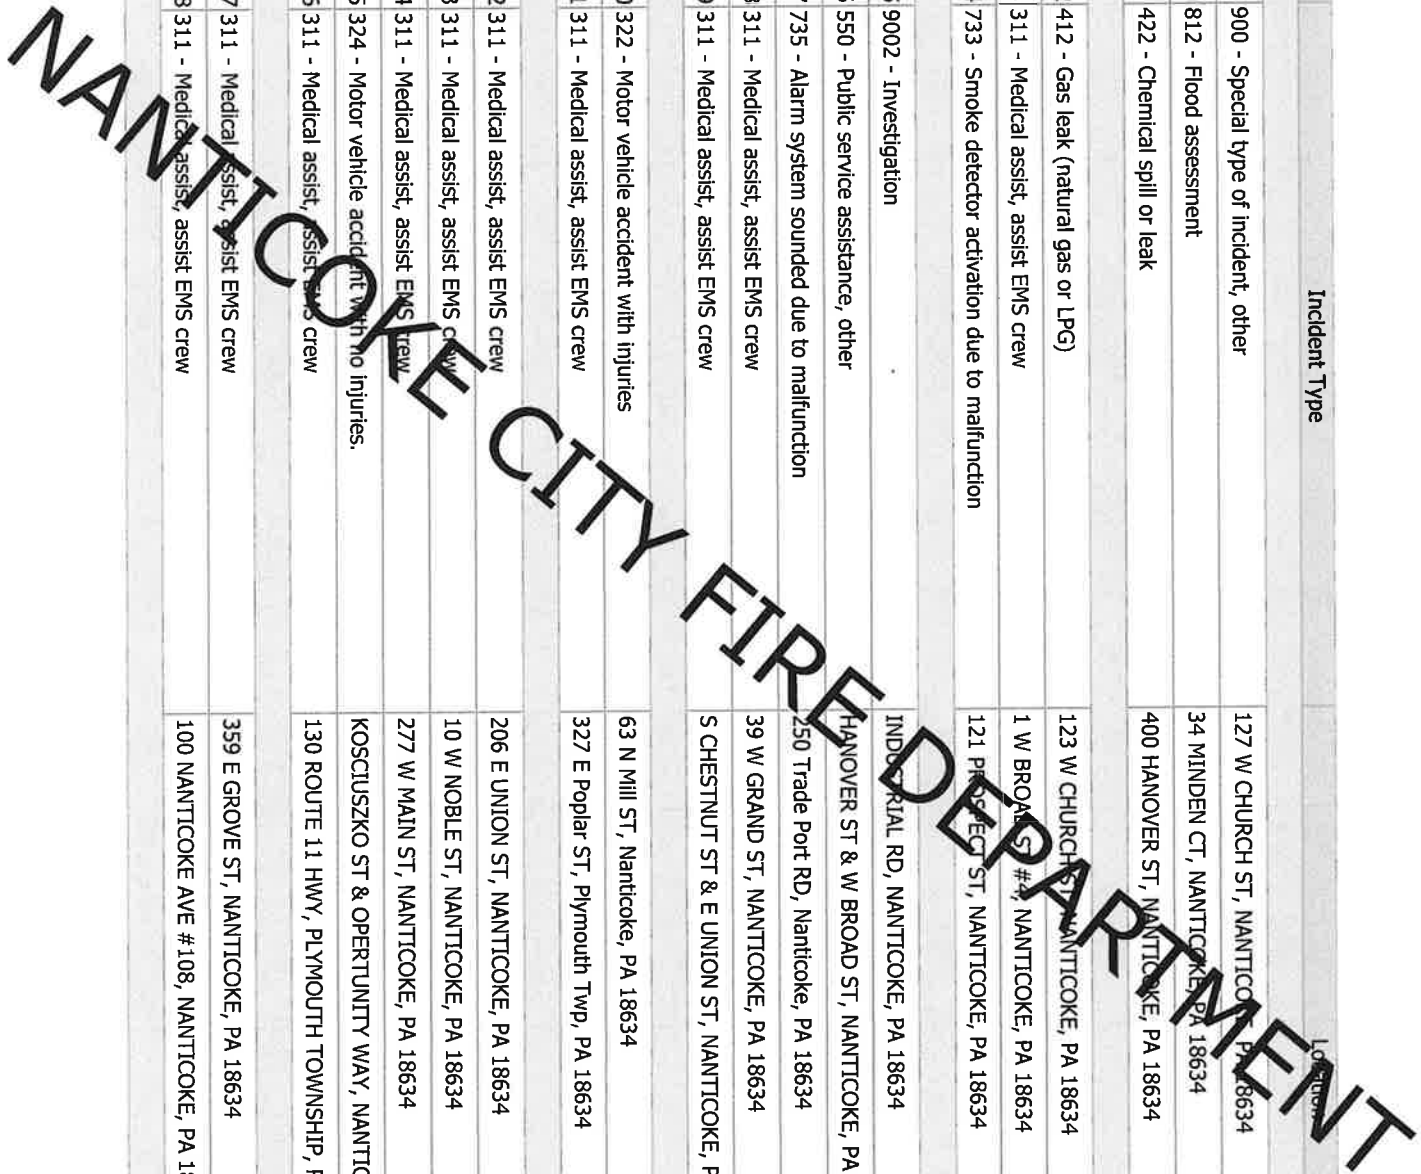 Incident Type Location
900 - Special type of incident, other 127 W CHURCH ST, NANTICOKE, PA 18634
812 - Flood assessment 34 MINDEN CT, NANTICOKE, PA 18634
422 - Chemical spill or leak 400 HANOVER ST, NANTICOKE, PA 18634
412 - Gas leak (natural gas or LPG) 123 W CHURCH ST, NANTICOKE, PA 18634
311 - Medical assist, assist EMS crew 1 W BROAD ST #4, NANTICOKE, PA 18634
733 - Smoke detector activation due to malfunction 121 PROSPECT ST, NANTICOKE, PA 18634
9002 - Investigation INDUSTRIAL RD, NANTICOKE, PA 18634
550 - Public service assistance, other HANOVER ST & W BROAD ST, NANTICOKE, PA
735 - Alarm system sounded due to malfunction 250 Trade Port RD, Nanticoke, PA 18634
311 - Medical assist, assist EMS crew 39 W GRAND ST, NANTICOKE, PA 18634
311 - Medical assist, assist EMS crew S CHESTNUT ST & E UNION ST, NANTICOKE,
322 - Motor vehicle accident with injuries 63 N Mill ST, Nanticoke, PA 18634
311 - Medical assist, assist EMS crew 327 E Poplar ST, Plymouth Twp, PA 18634
311 - Medical assist, assist EMS crew 206 E UNION ST, NANTICOKE, PA 18634
311 - Medical assist, assist EMS crew 10 W NOBLE ST, NANTICOKE, PA 18634
311 - Medical assist, assist EMS crew 277 W MAIN ST, NANTICOKE, PA 18634
324 - Motor vehicle accident with no injuries. KOSCIUSZKO ST & OPERTUNITY WAY, NANTIC
311 - Medical assist, assist EMS crew 130 ROUTE 11 HWY, PLYMOUTH TOWNSHIP,
311 - Medical assist, assist EMS crew 359 E GROVE ST, NANTICOKE, PA 18634
311 - Medical assist, assist EMS crew 100 NANTICOKE AVE #108, NANTICOKE, PA
NANTICOKE CITY FIRE DEPARTMENT